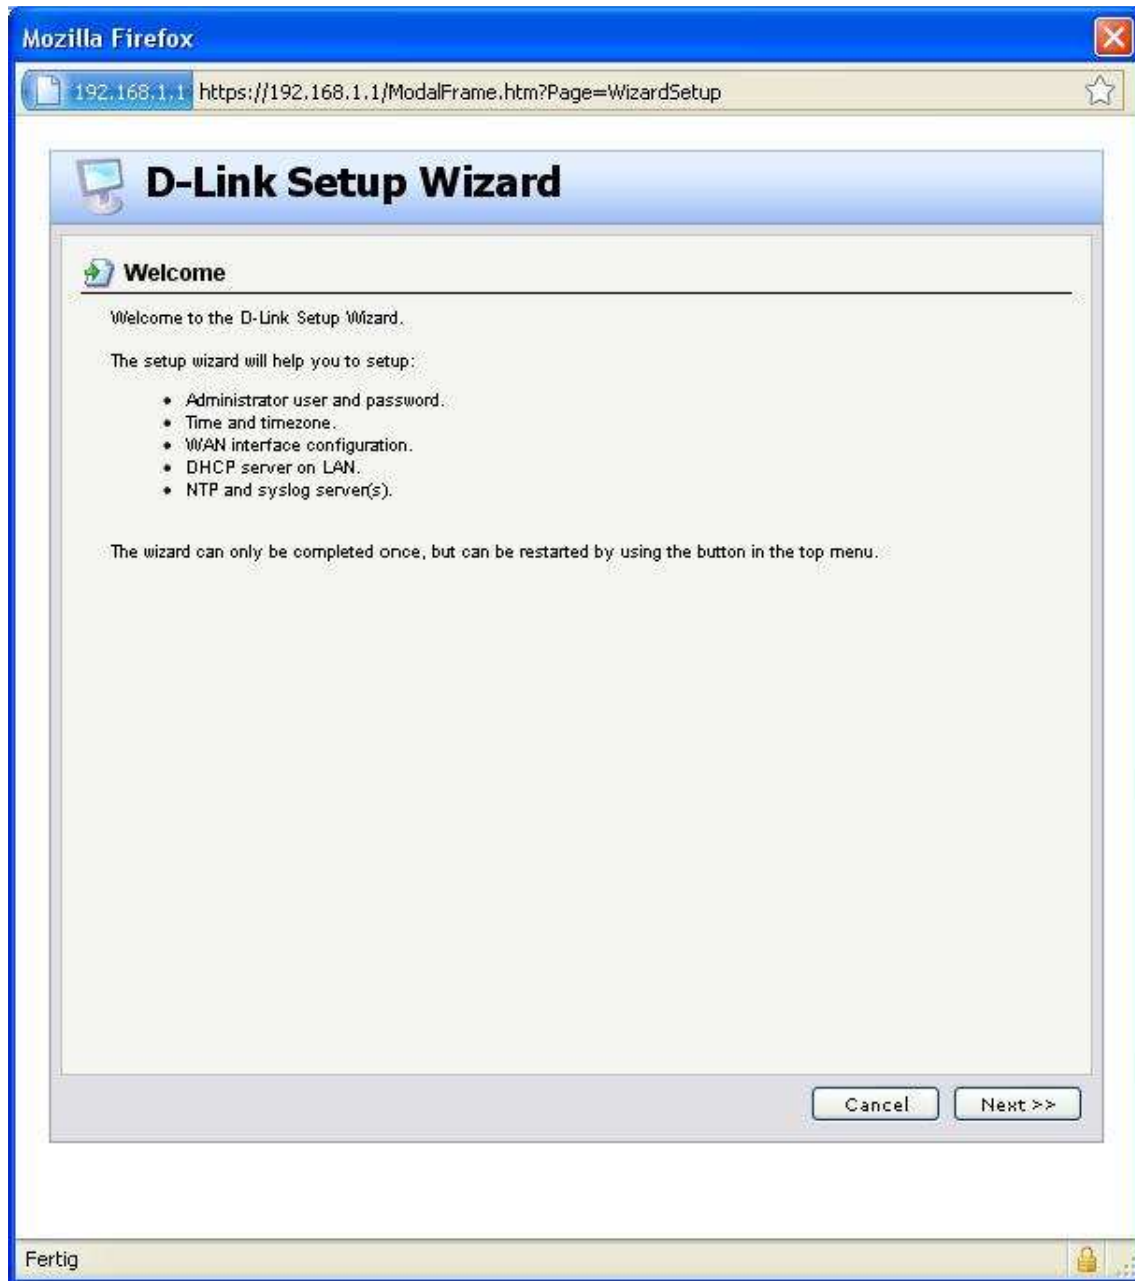 Mozilla Firefox
192.168.1.1 https://192.168.1.1/ModalFrame.htm?Page=WizardSetup
D-Link Setup Wizard
Welcome
Welcome to the D-Link Setup Wizard.
The setup wizard will help you to setup:
• Administrator user and password.
• Time and timezone.
• WAN interface configuration.
• DHCP server on LAN.
• NTP and syslog server(s).
The wizard can only be completed once, but can be restarted by using the button in the top menu.
Cancel Next >>
Fertig